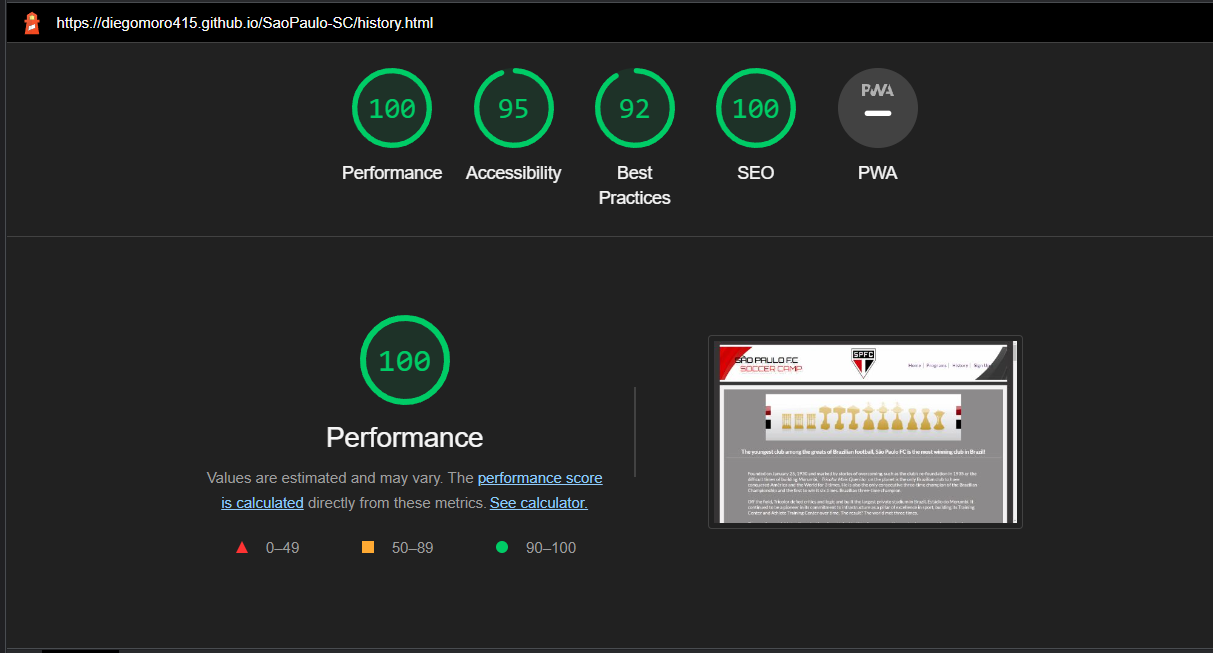 https://diegomoro415.github.io/SaoPaulo-SC/history.html
100
95
92
100
PWA
Performance
Accessibility
Best
Practices
SEO
PWA
100
Performance
Values are estimated and may vary. The performance score
is calculated directly from these metrics. See calculator.
0–49
50–89
90–100
SÃO PAULO F.C
SOCCER CAMP
SPFC
Home | Programs | Historic | Sign Up
The youngest club among the greats of Brazilian football, São Paulo FC is the most winning club in Brazil!